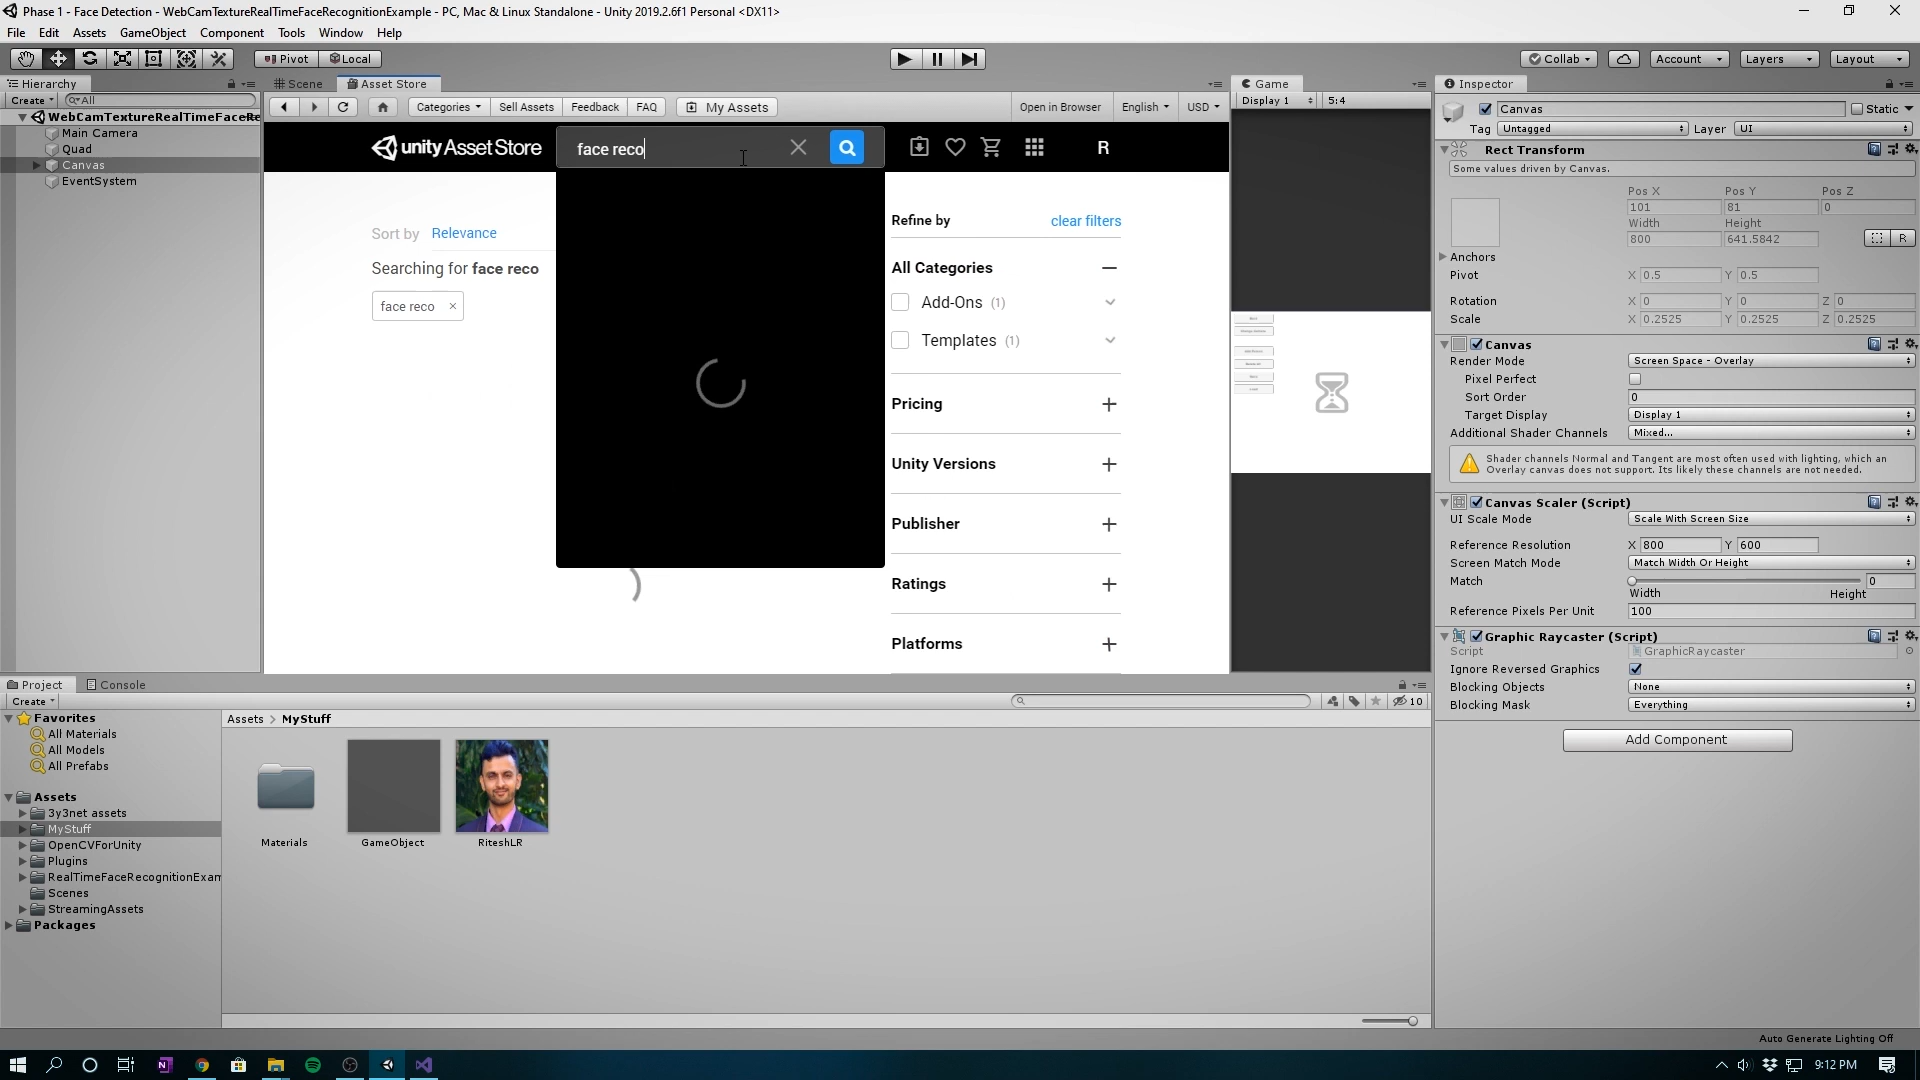 Phase 1 - Face Detection - WebCamTextureRealTimeFaceRecognitionExample - PC, Mac & Linux Standalone - Unity 2019.2.6f1 Personal <DX11>
File Edit Assets GameObject Component Tools Window Help
Pivot Local Collab Account Layers Layout
Hierarchy Scene Asset Store Game Inspector
Create All
WebCamTextureRealTimeFaceRe
Main Camera
Quad
Canvas
EventSystem
Categories Sell Assets Feedback FAQ My Assets Open in Browser English USD
unity Asset Store face reco R
Sort by Relevance
Searching for face reco
face reco ×
Refine by clear filters
All Categories
Add-Ons (1)
Templates (1)
Pricing
Unity Versions
Publisher
Ratings
Platforms
Display 1 5:4
Canvas Static
Tag Untagged Layer UI
Rect Transform
Some values driven by Canvas.
Pos X Pos Y Pos Z
101 81 0
Width Height
800 641.5842 R
Anchors
Pivot X 0.5 Y 0.5
Rotation X 0 Y 0 Z 0
Scale X 0.2525 Y 0.2525 Z 0.2525
Canvas
Render Mode Screen Space - Overlay
Pixel Perfect
Sort Order 0
Target Display Display 1
Additional Shader Channels Mixed...
Shader channels Normal and Tangent are most often used with lighting, which an
Overlay canvas does not support. Its likely these channels are not needed.
Canvas Scaler (Script)
UI Scale Mode Scale With Screen Size
Reference Resolution X 800 Y 600
Screen Match Mode Match Width Or Height
Match 0
Width Height
Reference Pixels Per Unit 100
Graphic Raycaster (Script)
Script GraphicRaycaster
Ignore Reversed Graphics
Blocking Objects None
Blocking Mask Everything
Add Component
Project Console
Create 10
Favorites
All Materials
All Models
All Prefabs
Assets
3y3net assets
MyStuff
OpenCVForUnity
Plugins
RealTimeFaceRecognitionExam
Scenes
StreamingAssets
Packages
Assets > MyStuff
Materials GameObject RiteshLR
Auto Generate Lighting Off
9:12 PM